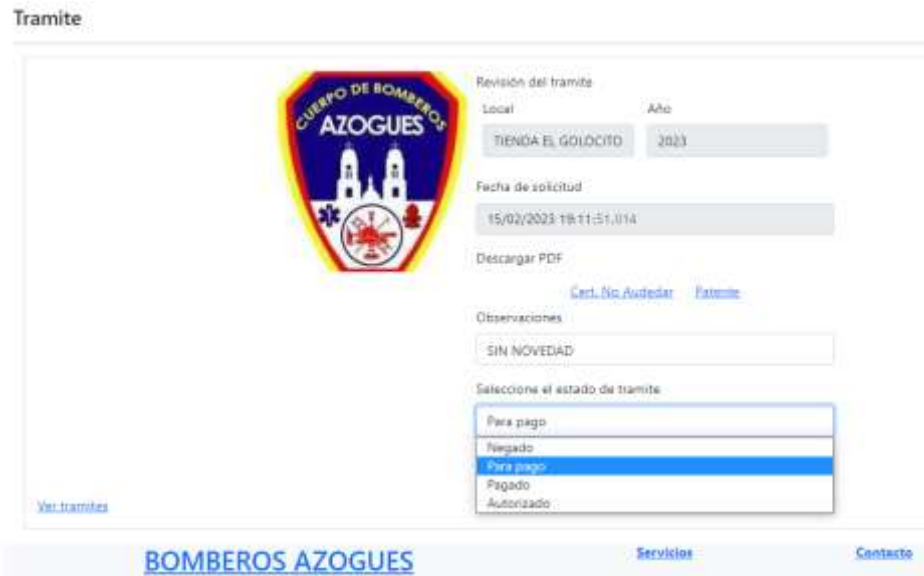 Tramite
CUERPO DE BOMBEROS
AZOGUES
Revisión del tramite
Local Año
TIENDA EL GOLOCITO 2023
Fecha de solicitud
15/02/2023 19:11:51.014
Descargar PDF
Cert. No Audedar Patente
Observaciones
SIN NOVEDAD
Seleccione el estado de tramite
Para pago
Negado
Para pago
Pagado
Autorizado
Ver tramites
BOMBEROS AZOGUES Servicios Contacto